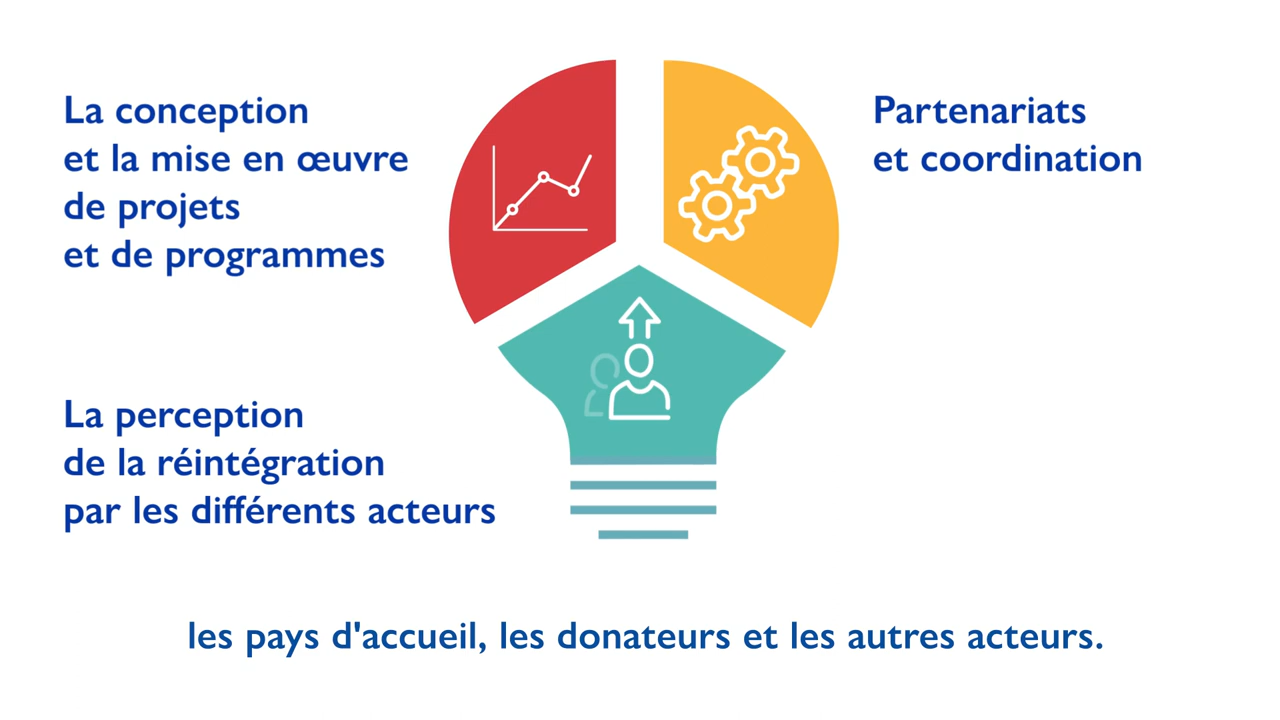 La conception
et la mise en œuvre
de projets
et de programmes
Partenariats
et coordination
La perception
de la réintégration
par les différents acteurs
les pays d'accueil, les donateurs et les autres acteurs.